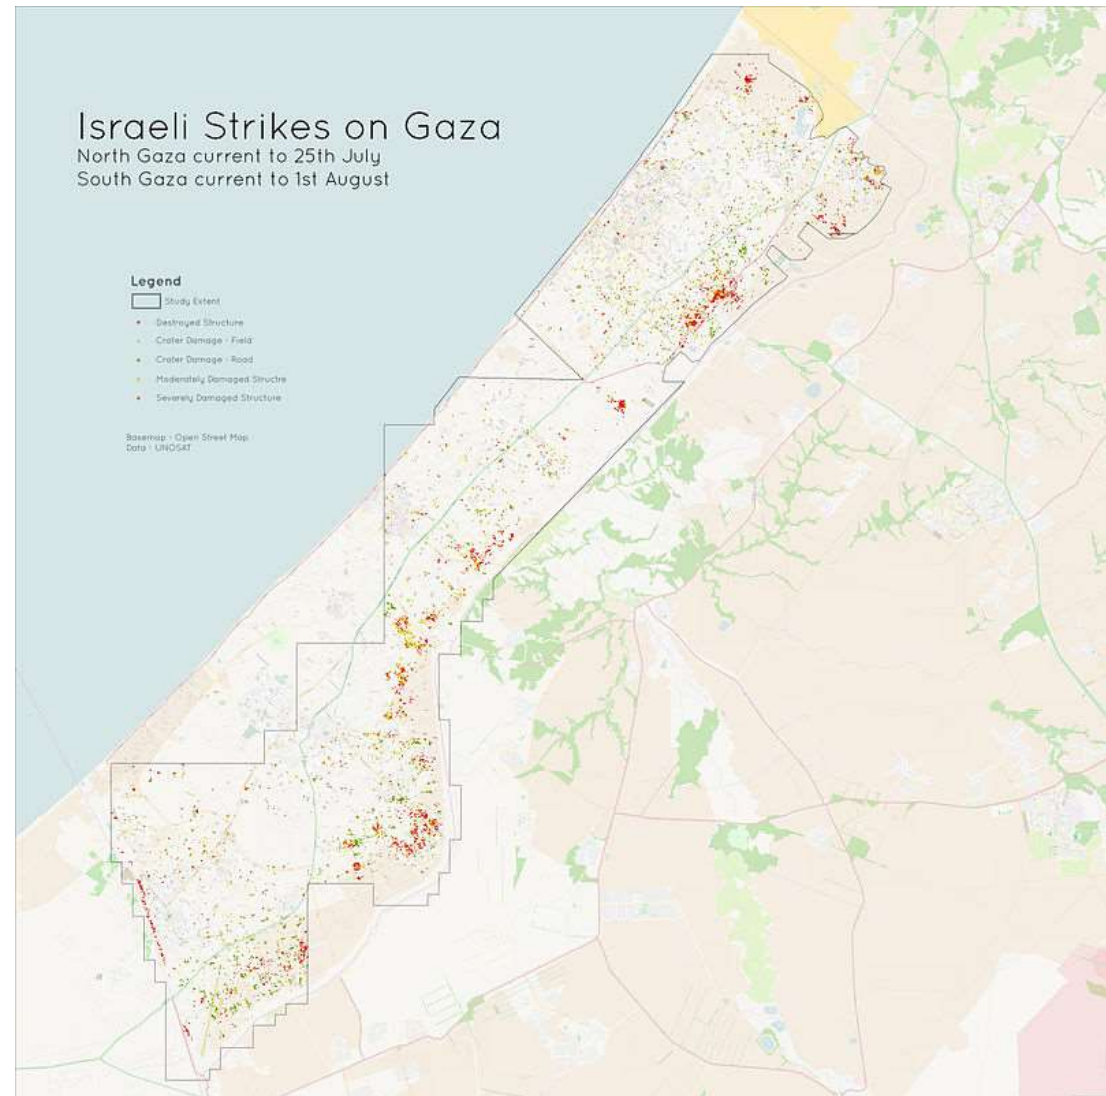 Israeli Strikes on Gaza
North Gaza current to 25th July
South Gaza current to 1st August
Legend
Study Extent
Destroyed Structure
Crater Damage - Field
Crater Damage - Road
Moderately Damaged Structre
Severely Damaged Structure
Basemap - Open Street Map
Data - UNOSAT